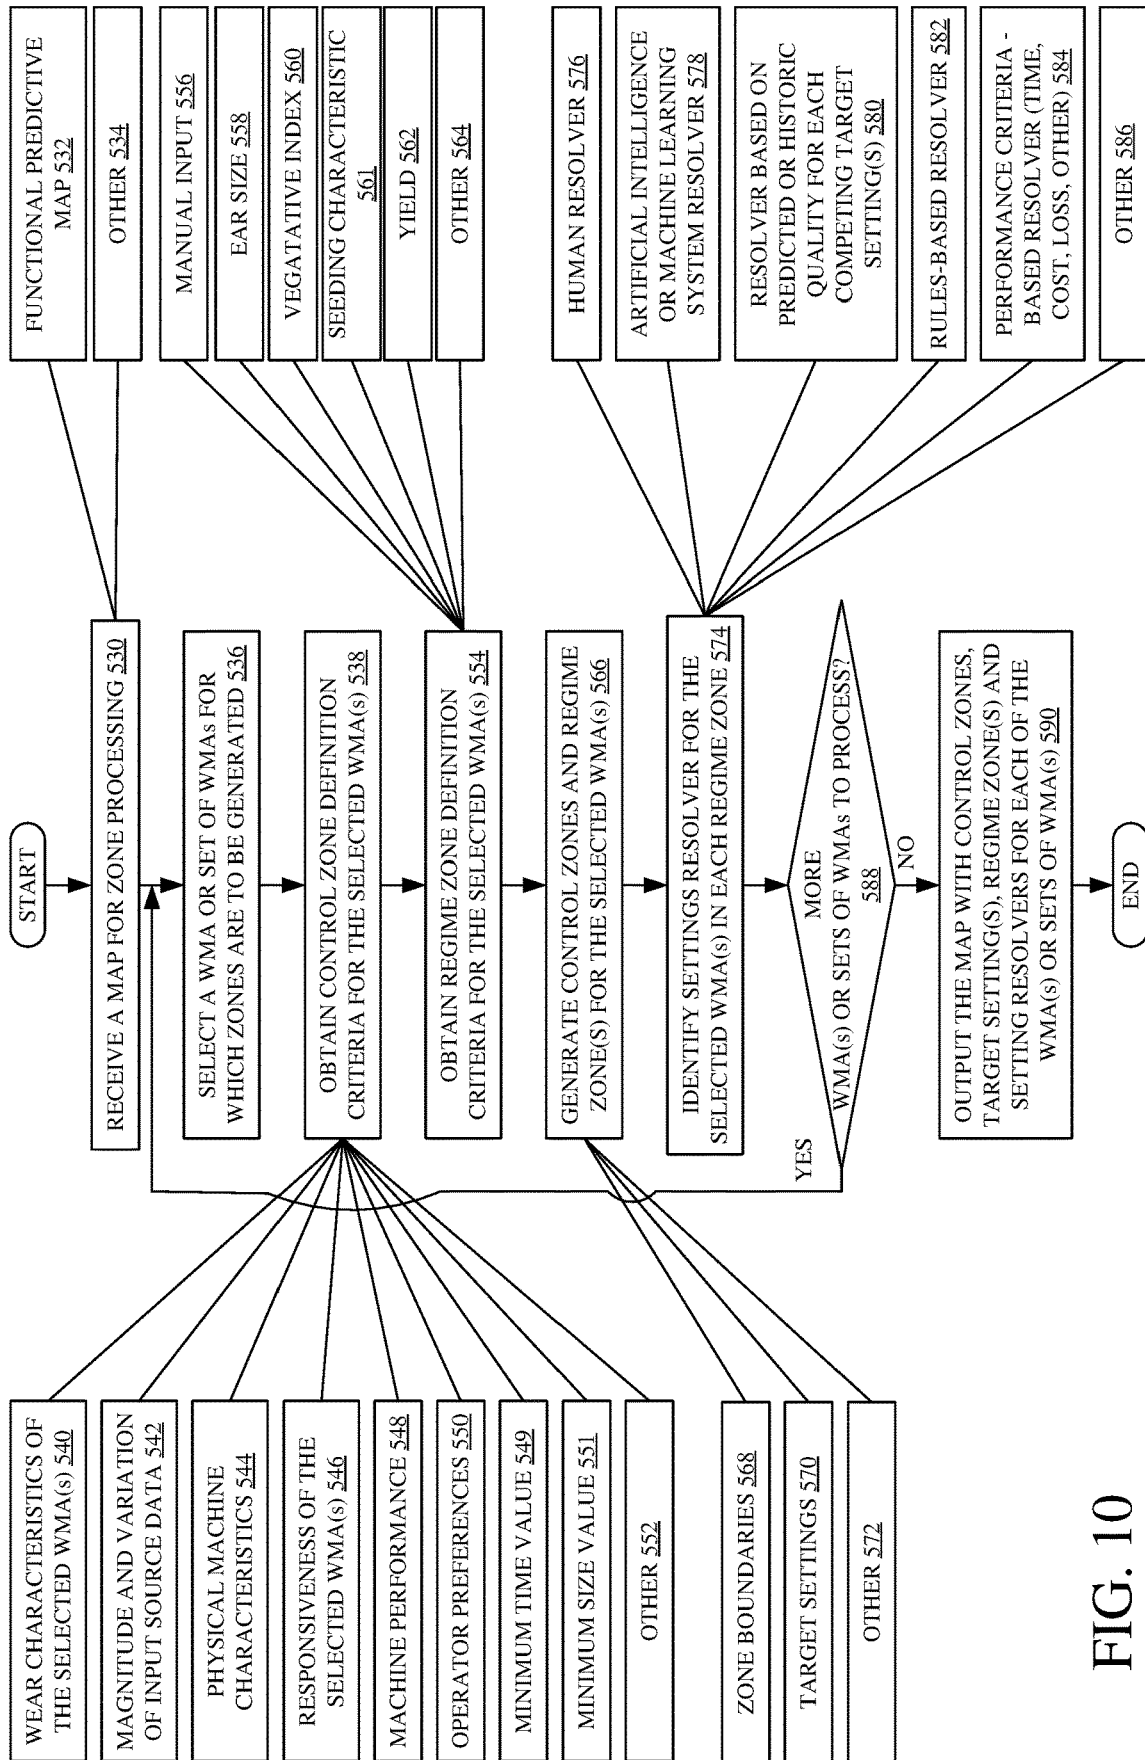 START
RECEIVE A MAP FOR ZONE PROCESSING 530
FUNCTIONAL PREDICTIVE
MAP 532
OTHER 534
SELECT A WMA OR SET OF WMAs FOR
WHICH ZONES ARE TO BE GENERATED 536
OBTAIN CONTROL ZONE DEFINITION
CRITERIA FOR THE SELECTED WMA(s) 538
WEAR CHARACTERISTICS OF
THE SELECTED WMA(s) 540
MAGNITUDE AND VARIATION
OF INPUT SOURCE DATA 542
PHYSICAL MACHINE
CHARACTERISTICS 544
RESPONSIVENESS OF THE
SELECTED WMA(s) 546
MACHINE PERFORMANCE 548
OPERATOR PREFERENCES 550
MINIMUM TIME VALUE 549
MINIMUM SIZE VALUE 551
OTHER 552
OBTAIN REGIME ZONE DEFINITION
CRITERIA FOR THE SELECTED WMA(s) 554
MANUAL INPUT 556
EAR SIZE 558
VEGATATIVE INDEX 560
SEEDING CHARACTERISTIC
561
YIELD 562
OTHER 564
GENERATE CONTROL ZONES AND REGIME
ZONE(S) FOR THE SELECTED WMA(s) 566
ZONE BOUNDARIES 568
TARGET SETTINGS 570
OTHER 572
IDENTIFY SETTINGS RESOLVER FOR THE
SELECTED WMA(s) IN EACH REGIME ZONE 574
HUMAN RESOLVER 576
ARTIFICIAL INTELLIGENCE
OR MACHINE LEARNING
SYSTEM RESOLVER 578
RESOLVER BASED ON
PREDICTED OR HISTORIC
QUALITY FOR EACH
COMPETING TARGET
SETTING(S) 580
RULES-BASED RESOLVER 582
PERFORMANCE CRITERIA -
BASED RESOLVER (TIME,
COST, LOSS, OTHER) 584
OTHER 586
MORE
WMA(s) OR SETS OF WMAs TO PROCESS?
588
YES
NO
OUTPUT THE MAP WITH CONTROL ZONES,
TARGET SETTING(S), REGIME ZONE(S) AND
SETTING RESOLVERS FOR EACH OF THE
WMA(s) OR SETS OF WMA(s) 590
END
FIG. 10